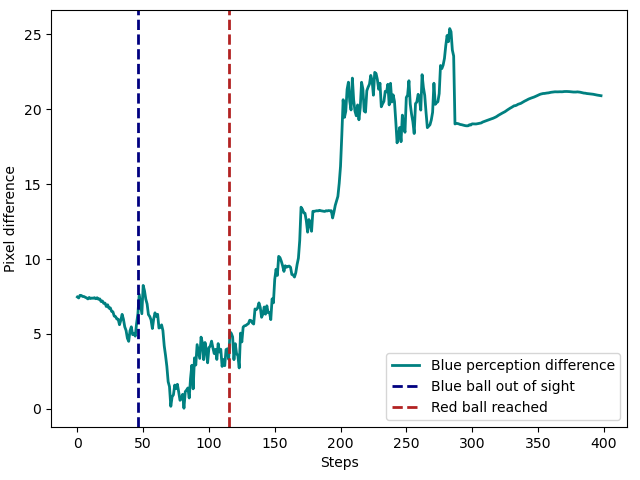 25
20
15
10
5
0
Pixel difference
Blue perception difference
Blue ball out of sight
Red ball reached
0 50 100 150 200 250 300 350 400
Steps